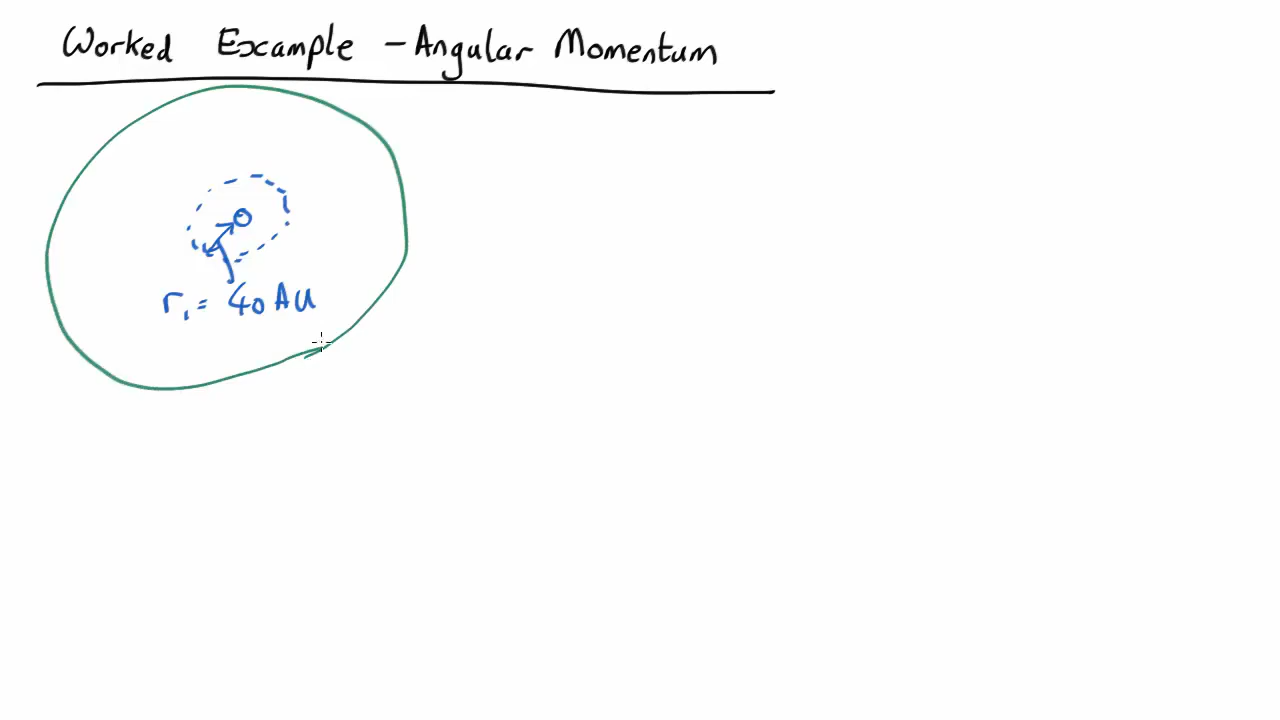 Worked Example - Angular Momentum
r₁ = 40 AU